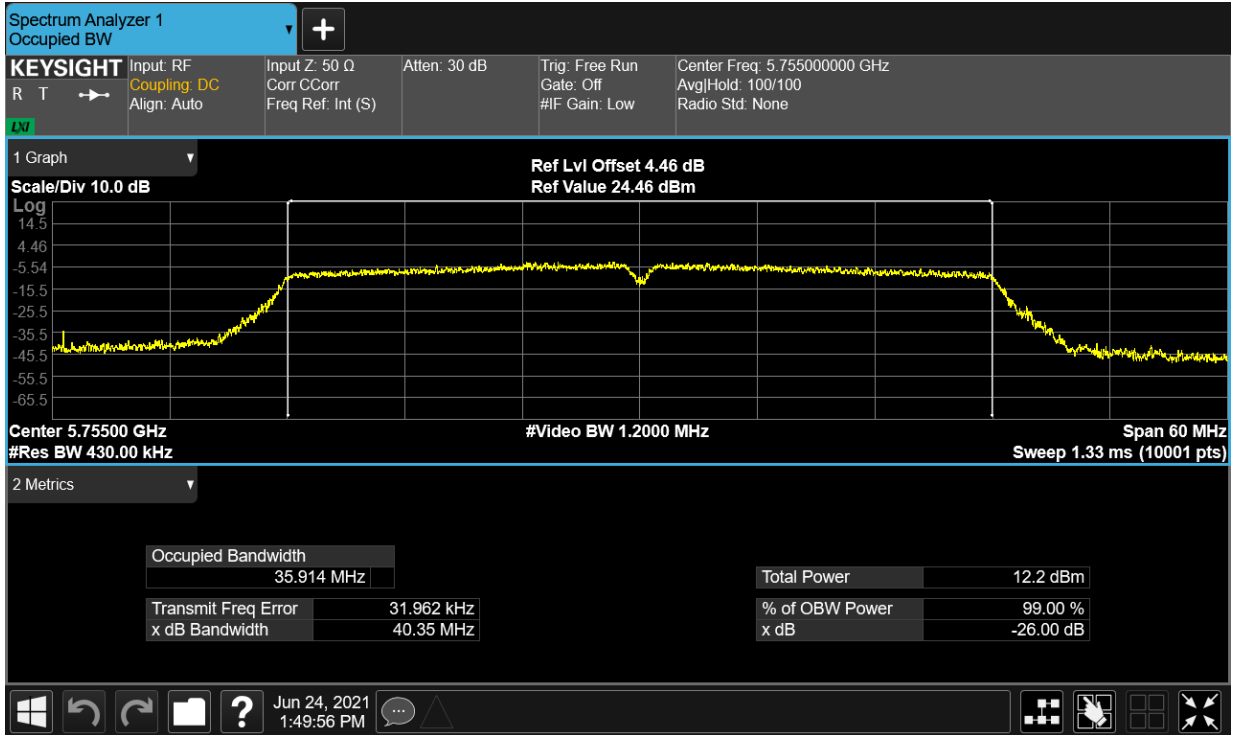 Spectrum Analyzer 1
Occupied BW
KEYSIGHT
R T
LXI
Input: RF
Coupling: DC
Align: Auto
Input Z: 50 Ω
Corr CCorr
Freq Ref: Int (S)
Atten: 30 dB
Trig: Free Run
Gate: Off
#IF Gain: Low
Center Freq: 5.755000000 GHz
Avg|Hold: 100/100
Radio Std: None
1 Graph
Scale/Div 10.0 dB
Ref Lvl Offset 4.46 dB
Ref Value 24.46 dBm
Log
14.5
4.46
-5.54
-15.5
-25.5
-35.5
-45.5
-55.5
-65.5
Center 5.75500 GHz
#Video BW 1.2000 MHz
Span 60 MHz
#Res BW 430.00 kHz
Sweep 1.33 ms (10001 pts)
2 Metrics
Occupied Bandwidth
35.914 MHz
Total Power 12.2 dBm
Transmit Freq Error 31.962 kHz
% of OBW Power 99.00 %
x dB Bandwidth 40.35 MHz
x dB -26.00 dB
?
Jun 24, 2021
1:49:56 PM